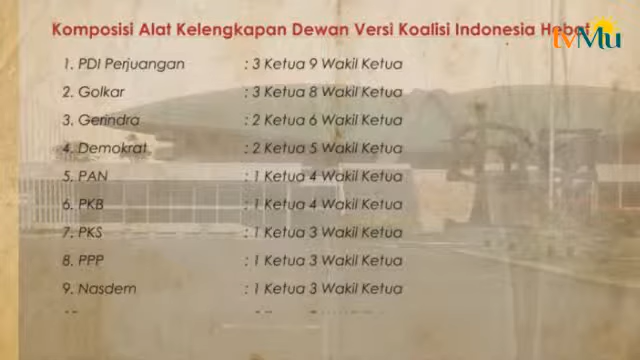 Komposisi Alat Kelengkapan Dewan Versi Koalisi Indonesia Hebat
tvMu
1. PDI Perjuangan : 3 Ketua 9 Wakil Ketua
2. Golkar : 3 Ketua 8 Wakil Ketua
3. Gerindra : 2 Ketua 6 Wakil Ketua
4. Demokrat : 2 Ketua 5 Wakil Ketua
5. PAN : 1 Ketua 4 Wakil Ketua
6. PKB : 1 Ketua 4 Wakil Ketua
7. PKS : 1 Ketua 3 Wakil Ketua
8. PPP : 1 Ketua 3 Wakil Ketua
9. Nasdem : 1 Ketua 3 Wakil Ketua